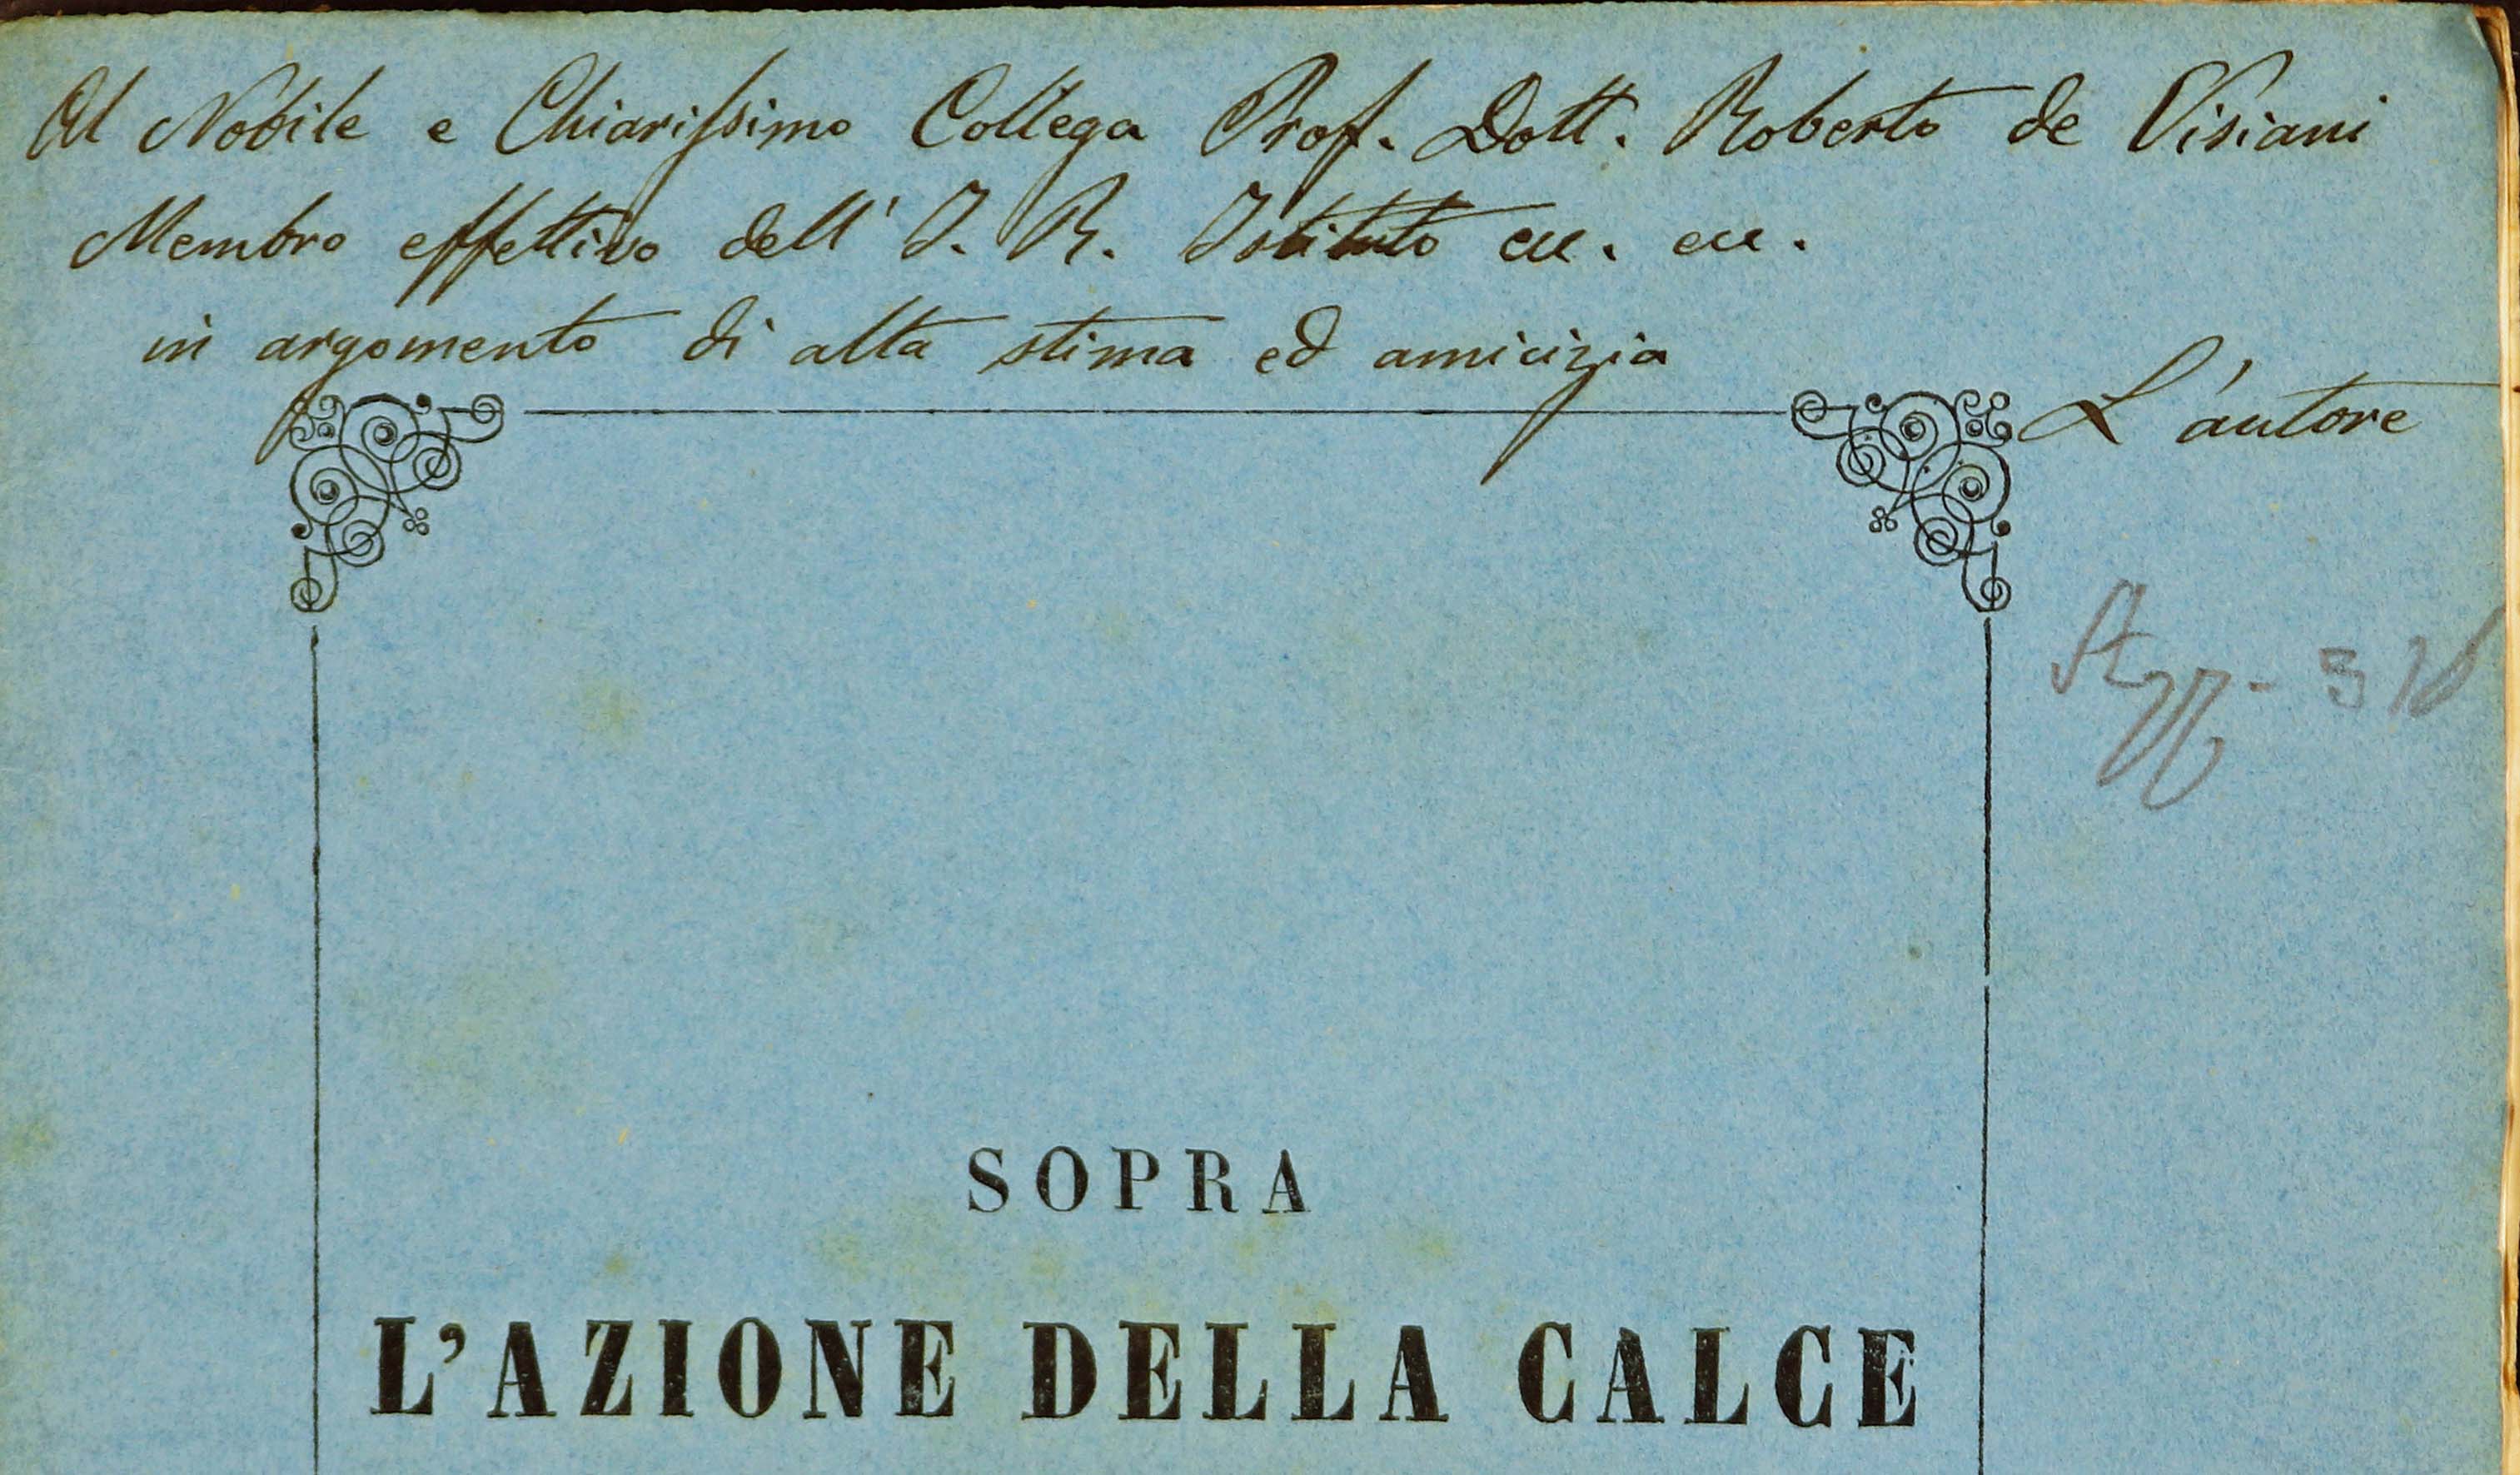 Al Nobile e Chiarissimo Collega Prof. Dott. Roberto de Visiani
Membro effettivo dell' I. R. Istituto ecc. ecc.
in argomento di alta stima ed amicizia
L'autore
SOPRA
L'AZIONE DELLA CALCE